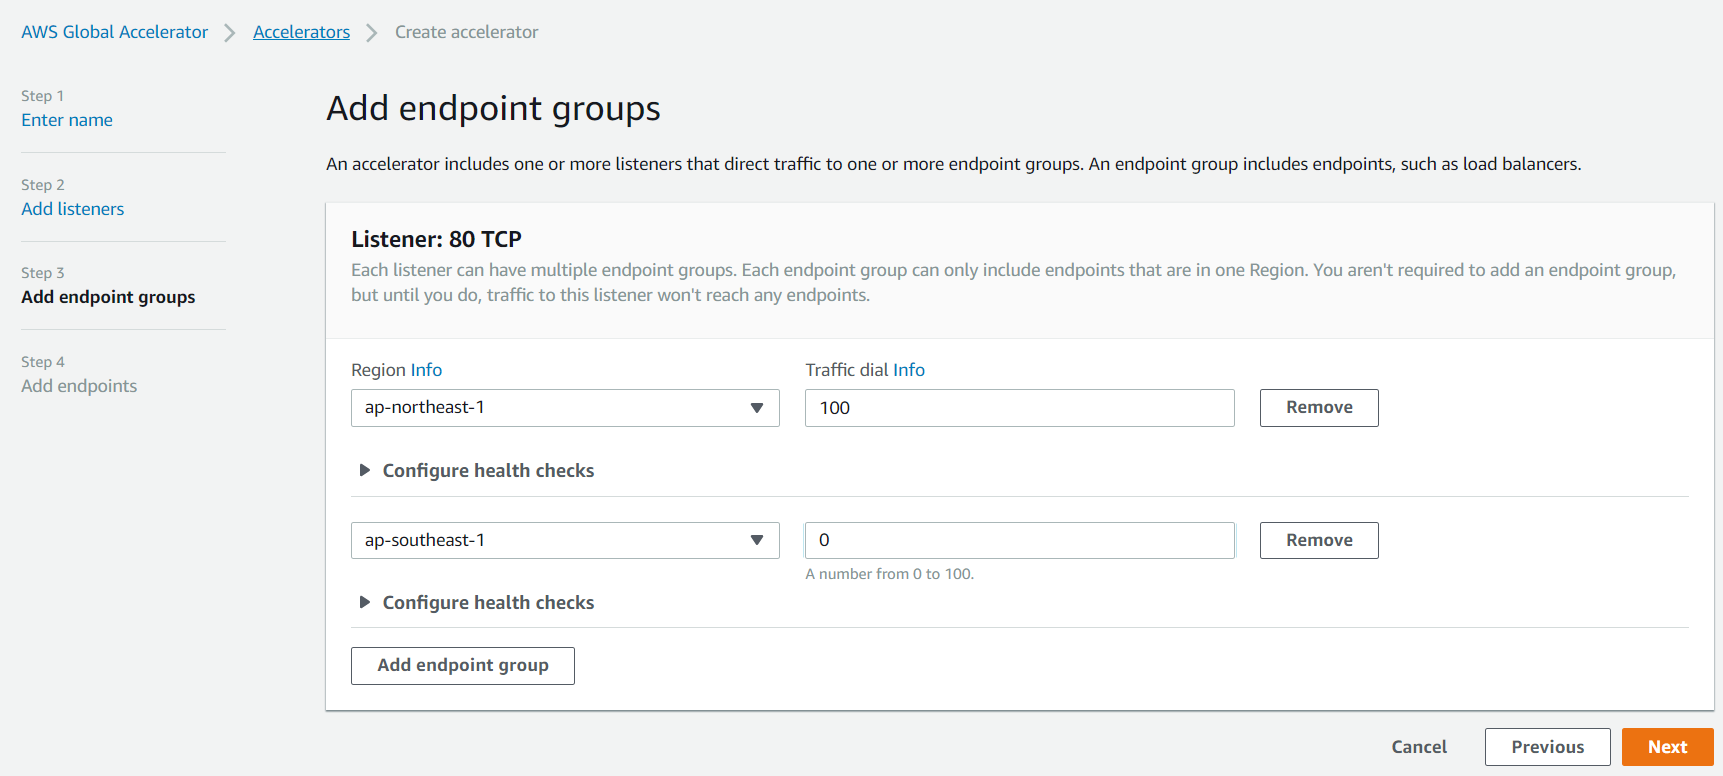 AWS Global Accelerator > Accelerators > Create accelerator
Step 1
Enter name
Step 2
Add listeners
Step 3
Add endpoint groups
Step 4
Add endpoints
Add endpoint groups
An accelerator includes one or more listeners that direct traffic to one or more endpoint groups. An endpoint group includes endpoints, such as load balancers.
Listener: 80 TCP
Each listener can have multiple endpoint groups. Each endpoint group can only include endpoints that are in one Region. You aren't required to add an endpoint group,
but until you do, traffic to this listener won't reach any endpoints.
Region Info Traffic dial Info
ap-northeast-1 100 Remove
Configure health checks
ap-southeast-1 0 Remove
A number from 0 to 100.
Configure health checks
Add endpoint group
Cancel Previous Next